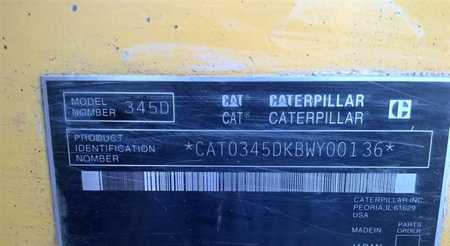 MODEL NUMBER 345D
CAT CATERPILLAR
CAT® CATERPILLAR C
PRODUCT IDENTIFICATION NUMBER *CAT0345DKBWY00136*
CATERPILLAR INC.
PEORIA, IL 61629
USA
MADE IN PARTS ORDER
JAPAN